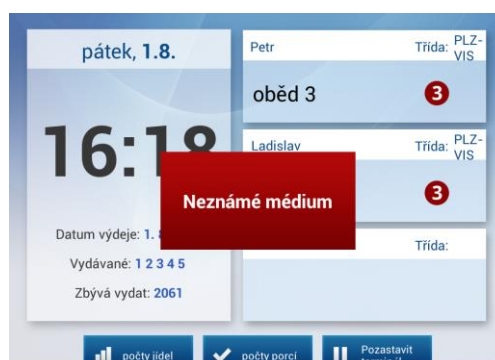 pátek, 1.8.
16:18
Neznámé médium
Datum výdeje: 1.
Vydávané: 1 2 3 4 5
Zbývá vydat: 2061
Petr Třída: PLZ-
VIS
oběd 3 3
Ladislav Třída: PLZ-
VIS
3
Třída:
počty jídel
počty porcí
Pozastavit
terminál